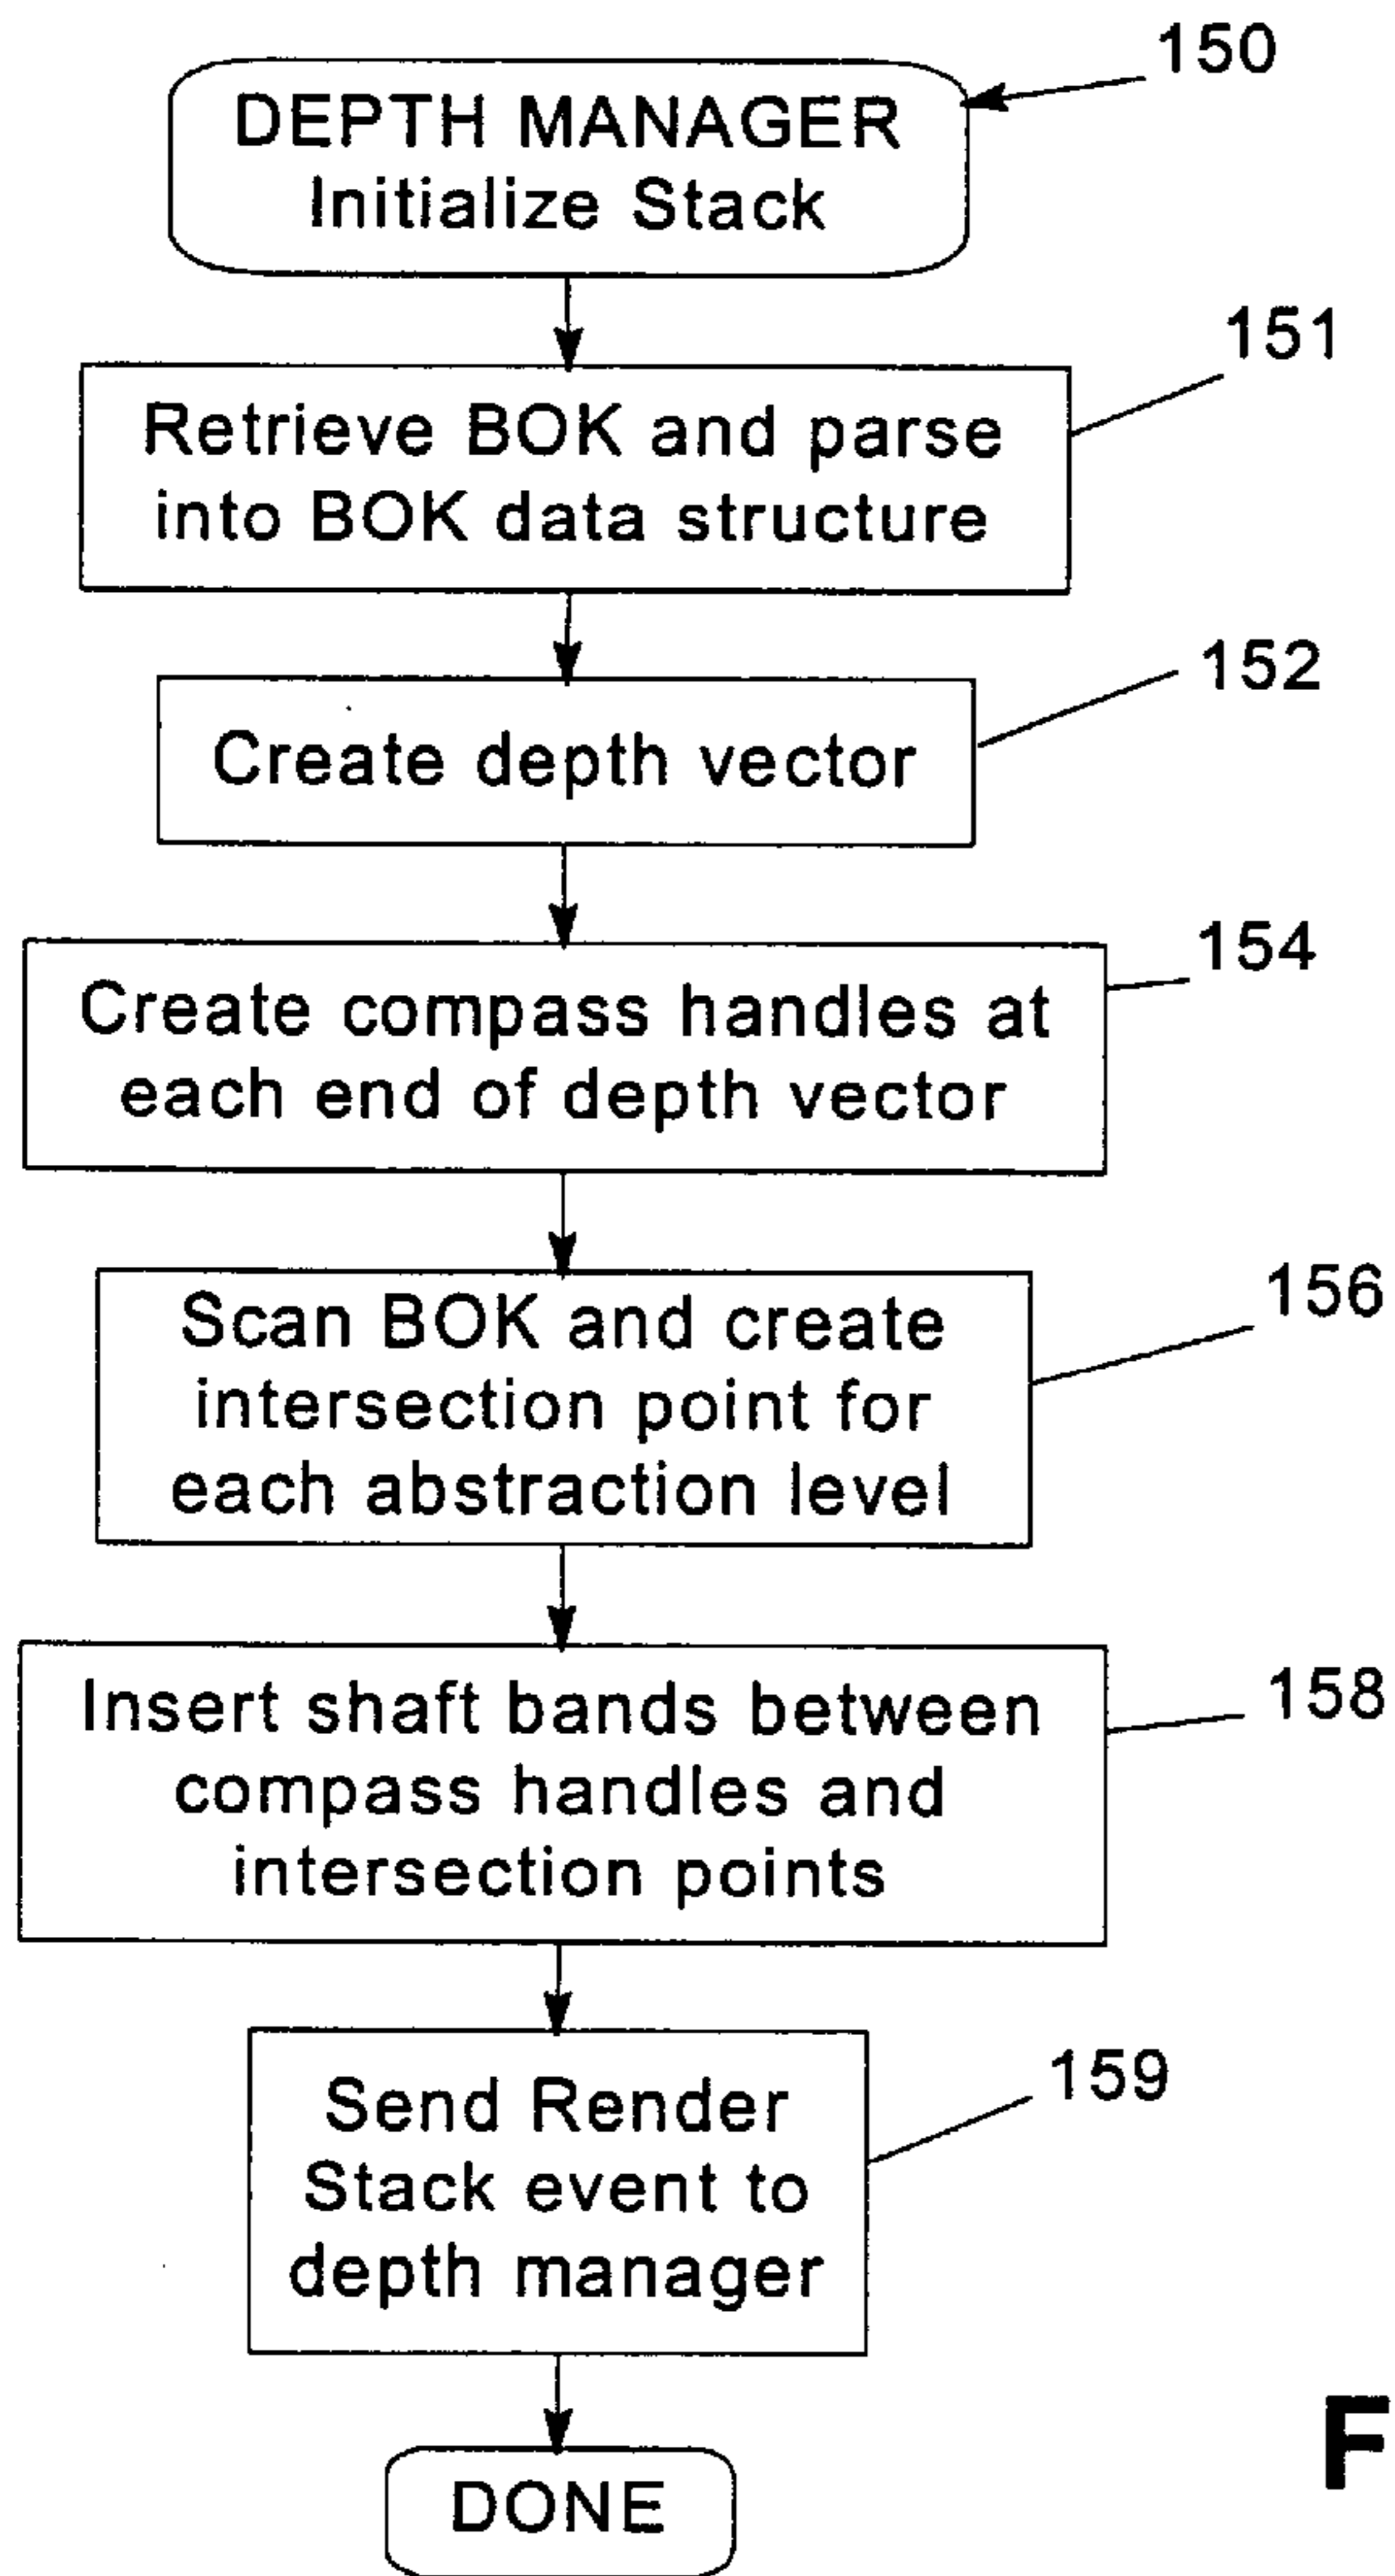 150
DEPTH MANAGER
Initialize Stack
151
Retrieve BOK and parse
into BOK data structure
152
Create depth vector
154
Create compass handles at
each end of depth vector
156
Scan BOK and create
intersection point for
each abstraction level
158
Insert shaft bands between
compass handles and
intersection points
159
Send Render
Stack event to
depth manager
F
DONE